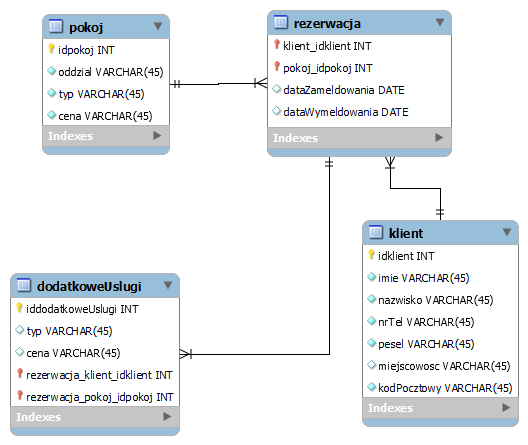 pokoj
idpokoj INT
oddzial VARCHAR(45)
typ VARCHAR(45)
cena VARCHAR(45)
Indexes
rezerwacja
klient_idklient INT
pokoj_idpokoj INT
dataZameldowania DATE
dataWymeldowania DATE
Indexes
klient
idklient INT
imie VARCHAR(45)
nazwisko VARCHAR(45)
nrTel VARCHAR(45)
pesel VARCHAR(45)
miejscowosc VARCHAR(45)
kodPocztowy VARCHAR(45)
Indexes
dodatkoweUslugi
iddodatkoweUslugi INT
typ VARCHAR(45)
cena VARCHAR(45)
rezerwacja_klient_idklient INT
rezerwacja_pokoj_idpokoj INT
Indexes